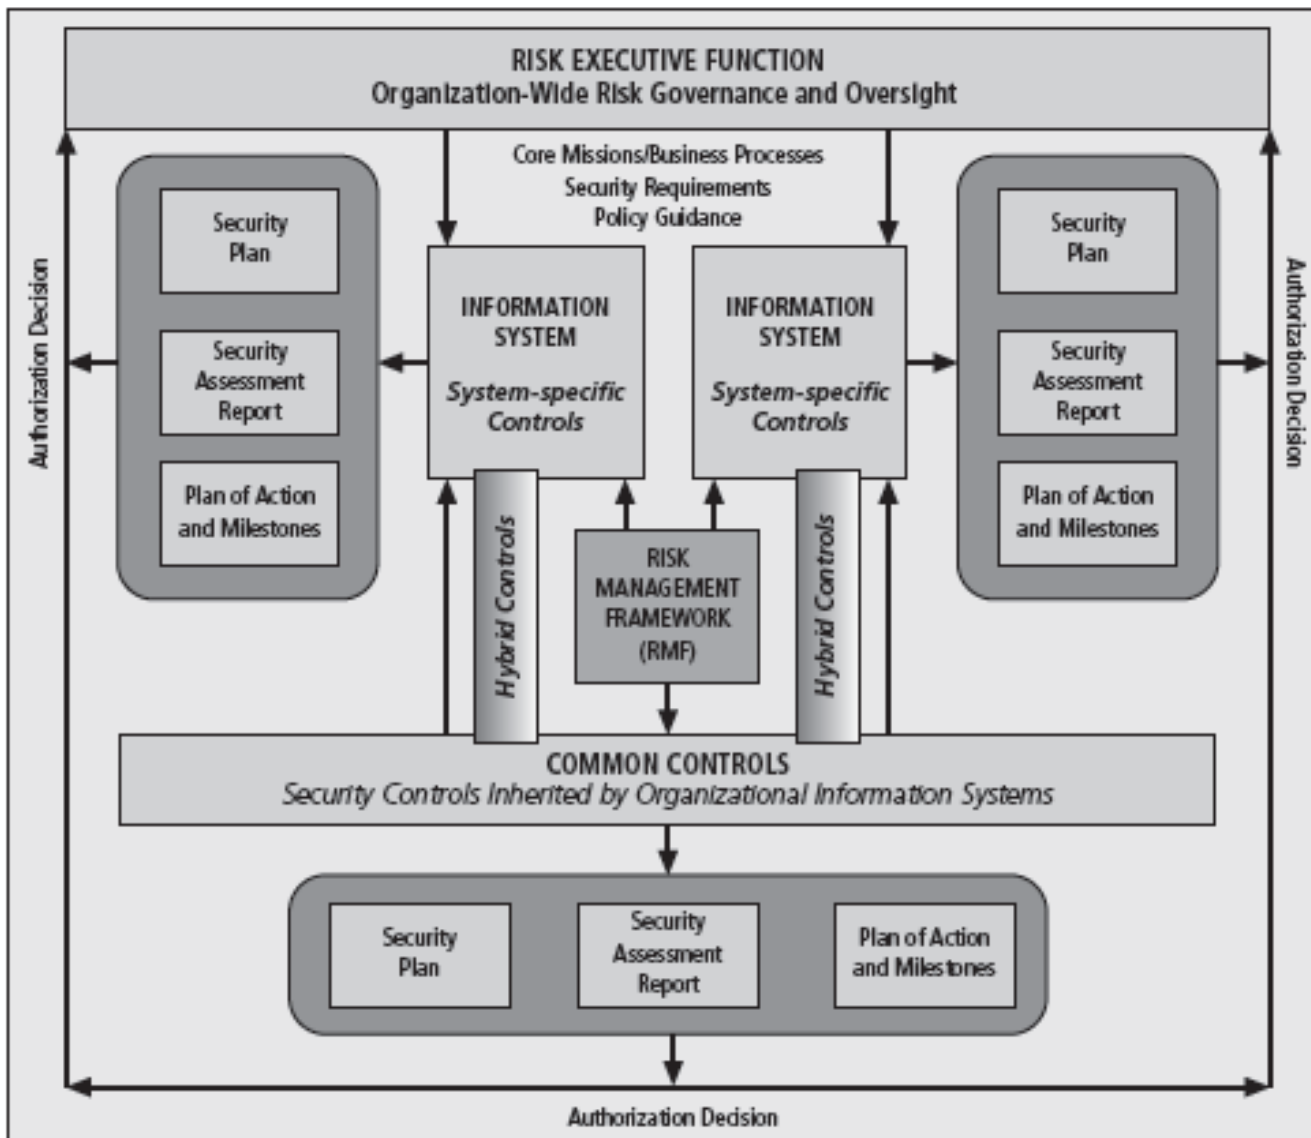 RISK EXECUTIVE FUNCTION
Organization-Wide Risk Governance and Oversight
Core Missions/Business Processes
Security Requirements
Policy Guidance
Authorization Decision
Security
Plan
Security
Assessment
Report
Plan of Action
and Milestones
INFORMATION
SYSTEM
System-specific
Controls
INFORMATION
SYSTEM
System-specific
Controls
Security
Plan
Security
Assessment
Report
Plan of Action
and Milestones
Authorization Decision
Hybrid Controls
RISK
MANAGEMENT
FRAMEWORK
(RMF)
Hybrid Controls
COMMON CONTROLS
Security Controls Inherited by Organizational Information Systems
Security
Plan
Security
Assessment
Report
Plan of Action
and Milestones
Authorization Decision